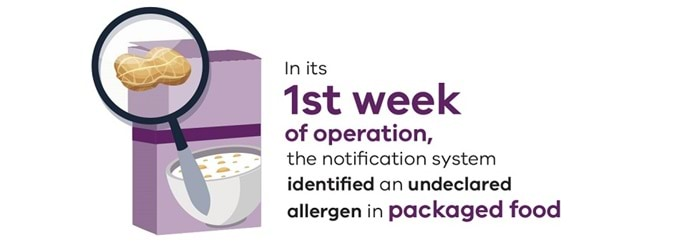 In its
1st week
of operation,
the notification system
identified an undeclared
allergen in packaged food